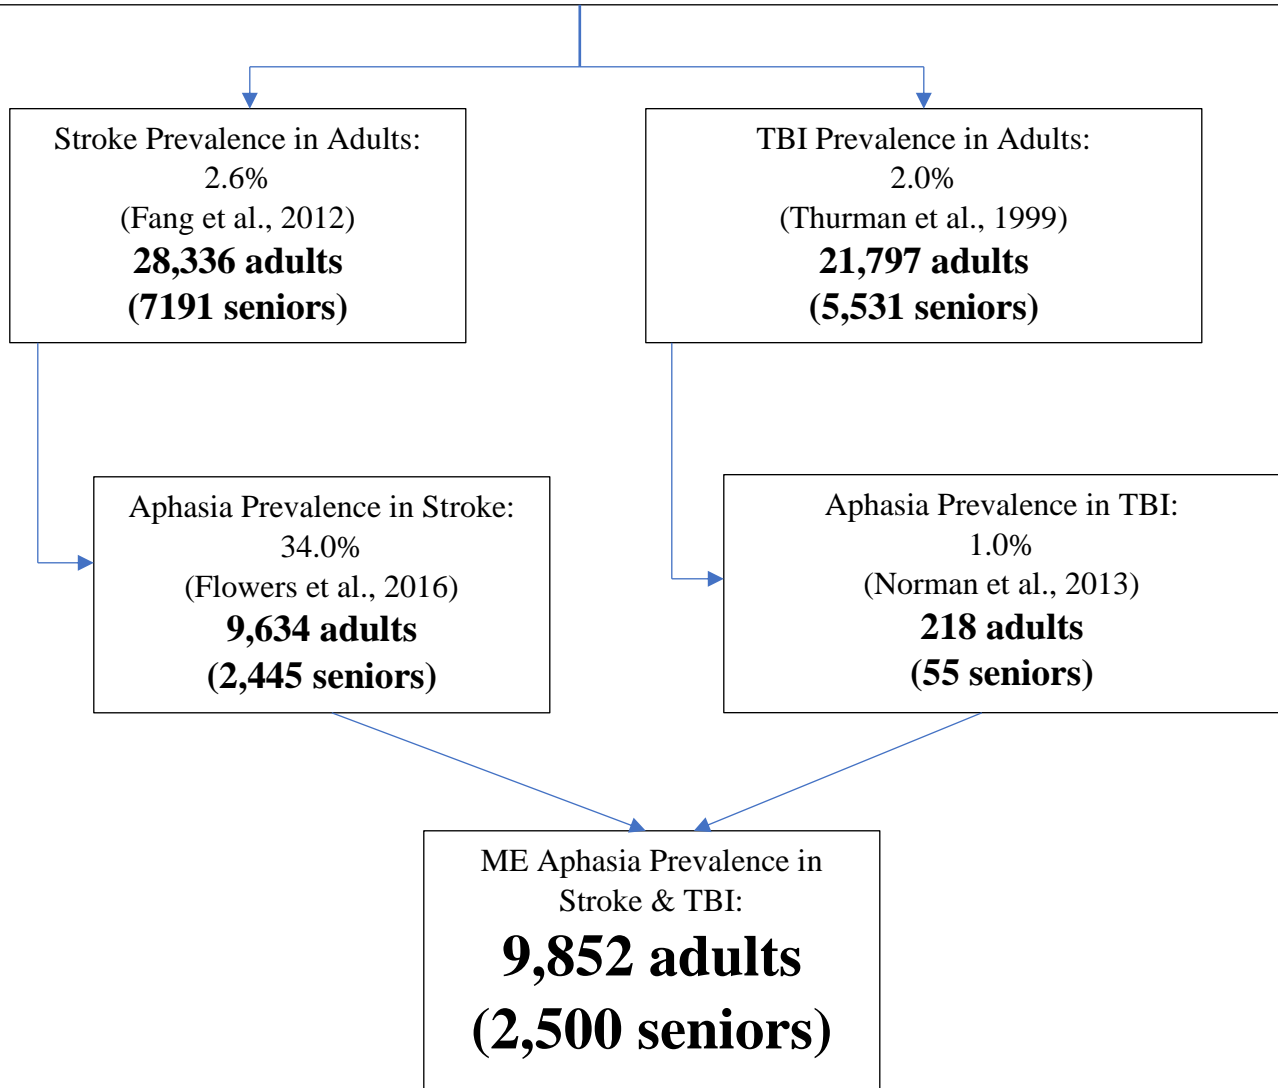 Stroke Prevalence in Adults:
2.6%
(Fang et al., 2012)
28,336 adults
(7191 seniors)
TBI Prevalence in Adults:
2.0%
(Thurman et al., 1999)
21,797 adults
(5,531 seniors)
Aphasia Prevalence in Stroke:
34.0%
(Flowers et al., 2016)
9,634 adults
(2,445 seniors)
Aphasia Prevalence in TBI:
1.0%
(Norman et al., 2013)
218 adults
(55 seniors)
ME Aphasia Prevalence in
Stroke & TBI:
9,852 adults
(2,500 seniors)